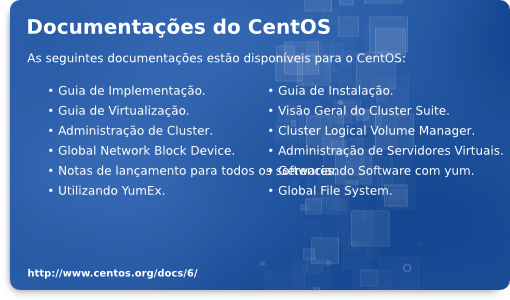 Documentações do CentOS
As seguintes documentações estão disponíveis para o CentOS:
• Guia de Implementação.
• Guia de Virtualização.
• Administração de Cluster.
• Global Network Block Device.
• Notas de lançamento para todos os softwares.
• Utilizando YumEx.
• Guia de Instalação.
• Visão Geral do Cluster Suite.
• Cluster Logical Volume Manager.
• Administração de Servidores Virtuais.
• Gerenciando Software com yum.
• Global File System.
http://www.centos.org/docs/6/